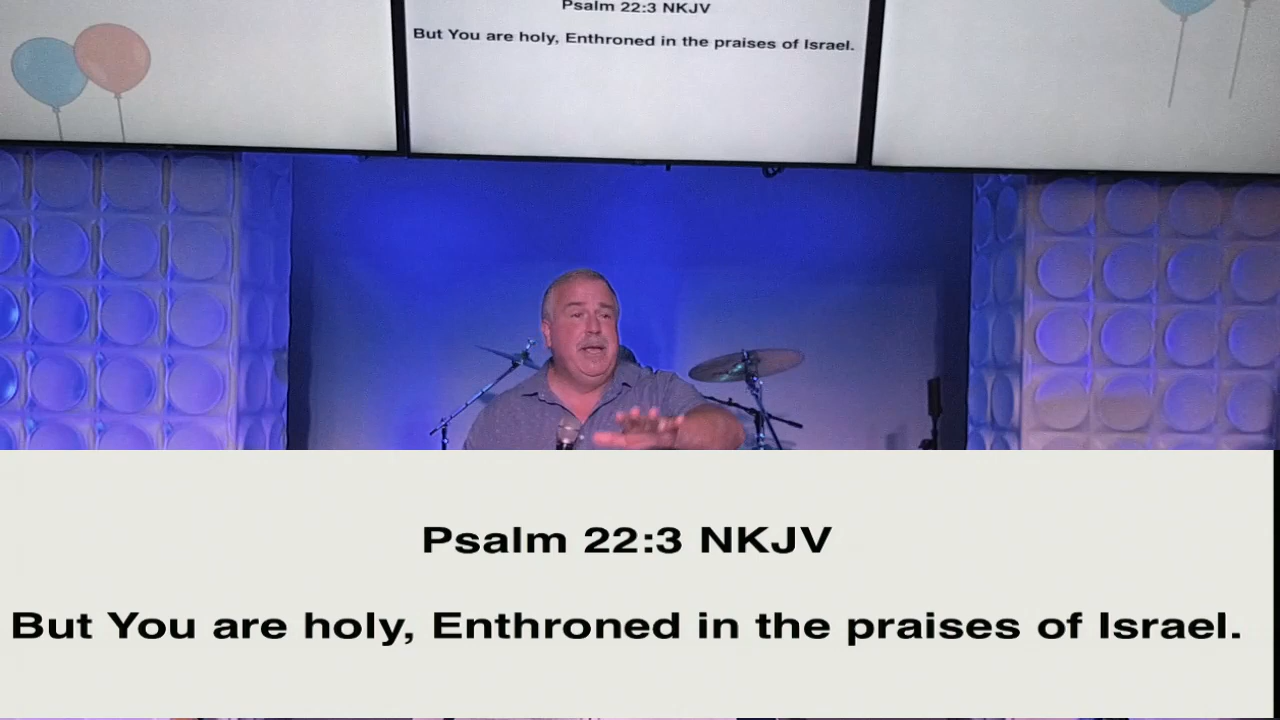 Psalm 22:3 NKJV
But You are holy, Enthroned in the praises of Israel.
Psalm 22:3 NKJV
But You are holy, Enthroned in the praises of Israel.